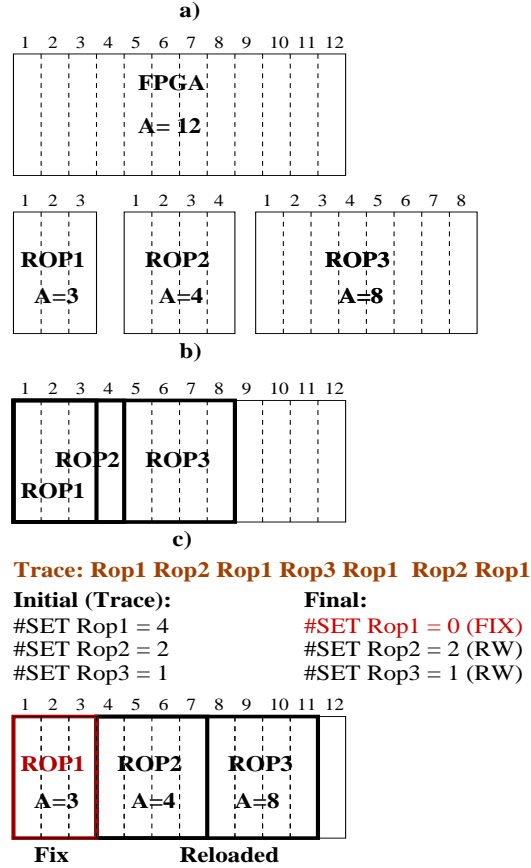 a)
1 2 3 4 5 6 7 8 9 10 11 12
FPGA
A= 12
1 2 3 1 2 3 4 1 2 3 4 5 6 7 8
ROP1 ROP2 ROP3
A=3 A=4 A=8
b)
1 2 3 4 5 6 7 8 9 10 11 12
ROP2 ROP3
ROP1
c)
Trace: Rop1 Rop2 Rop1 Rop3 Rop1 Rop2 Rop1
Initial (Trace): Final:
#SET Rop1 = 4 #SET Rop1 = 0 (FIX)
#SET Rop2 = 2 #SET Rop2 = 2 (RW)
#SET Rop3 = 1 #SET Rop3 = 1 (RW)
1 2 3 4 5 6 7 8 9 10 11 12
ROP1 ROP2 ROP3
A=3 A=4 A=8
Fix Reloaded